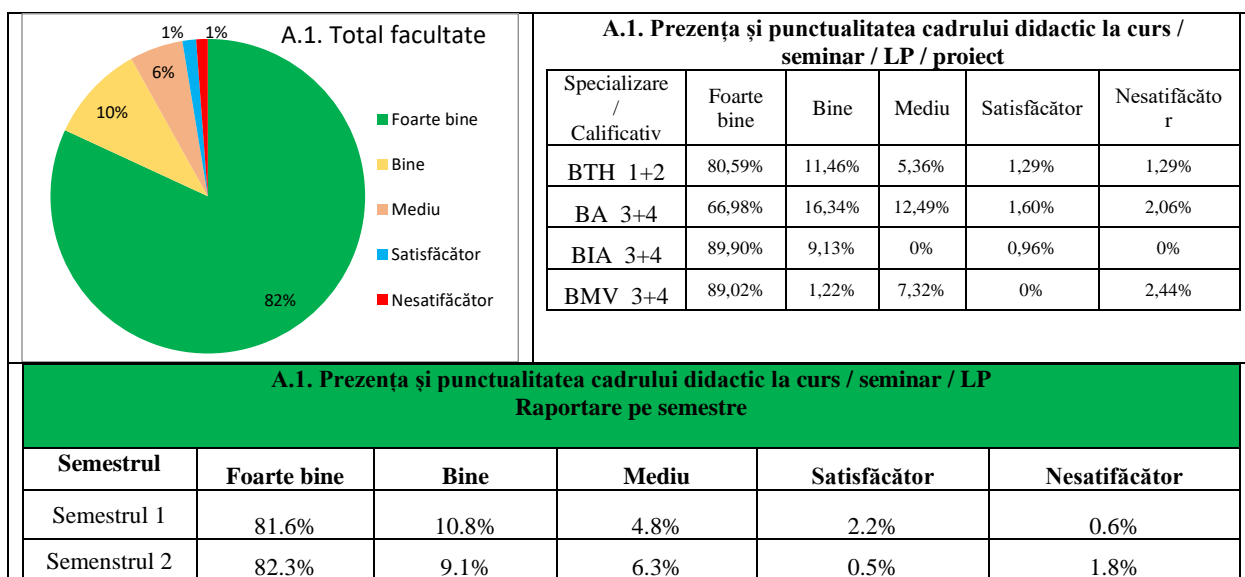 A.1. Total facultate
1%
1%
6%
10%
82%
Foarte bine
Bine
Mediu
Satisfăcător
Nesatifăcător
A.1. Prezența și punctualitatea cadrului didactic la curs /
seminar / LP / proiect
Specializare
/
Calificativ
Foarte
bine
Bine
Mediu
Satisfăcător
Nesatifăcăto
r
BTH 1+2 80,59% 11,46% 5,36% 1,29% 1,29%
BA 3+4 66,98% 16,34% 12,49% 1,60% 2,06%
BIA 3+4 89,90% 9,13% 0% 0,96% 0%
BMV 3+4 89,02% 1,22% 7,32% 0% 2,44%
A.1. Prezența și punctualitatea cadrului didactic la curs / seminar / LP
Raportare pe semestre
Semestrul Foarte bine Bine Mediu Satisfăcător Nesatifăcător
Semestrul 1 81.6% 10.8% 4.8% 2.2% 0.6%
Semenstrul 2 82.3% 9.1% 6.3% 0.5% 1.8%